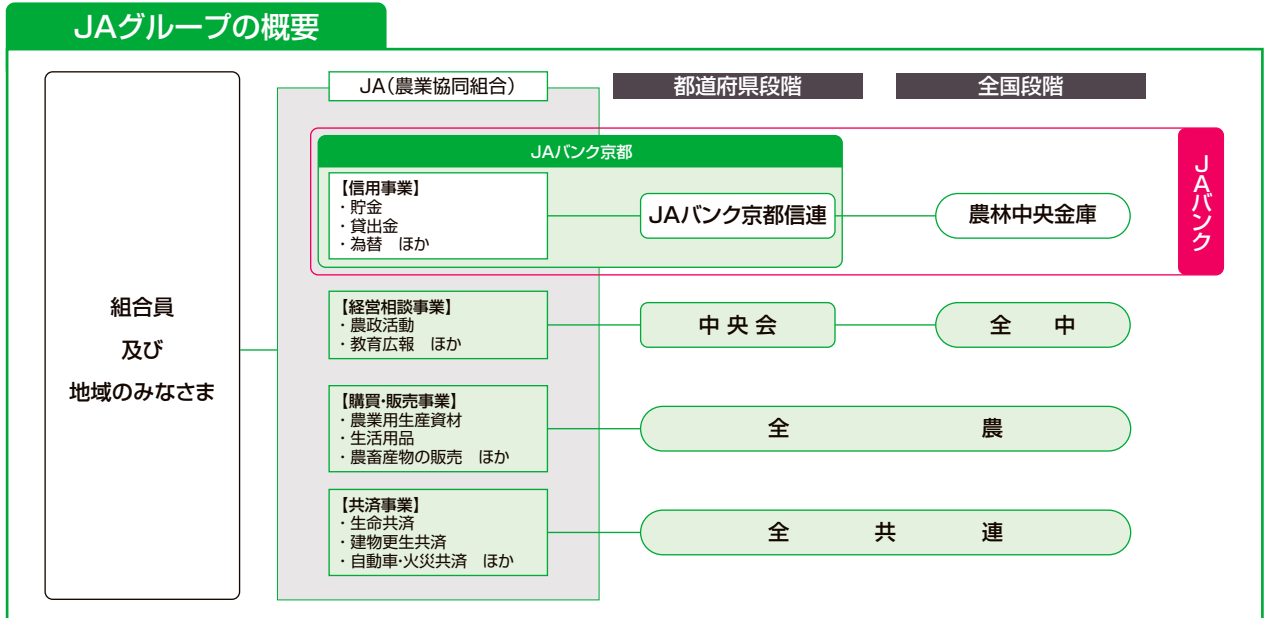 JAグループの概要
組合員
及び
地域のみなさま
JA（農業協同組合）
都道府県段階
全国段階
JAバンク京都
【信用事業】
・貯金
・貸出金
・為替　ほか
JAバンク京都信連
農林中央金庫
JAバンク
【経営相談事業】
・農政活動
・教育広報　ほか
中央会
全　中
【購買・販売事業】
・農業用生産資材
・生活用品
・農畜産物の販売　ほか
全　農
【共済事業】
・生命共済
・建物更生共済
・自動車・火災共済　ほか
全　共　連